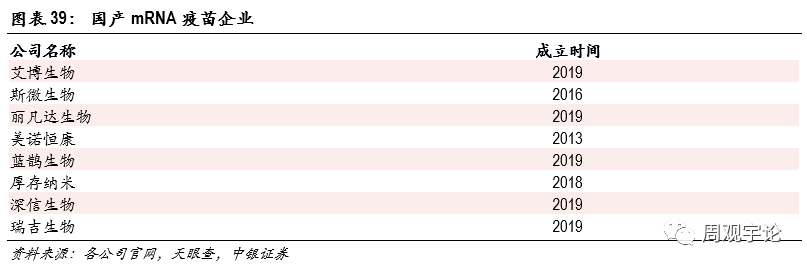 图表 39： 国产 mRNA 疫苗企业
公司名称 成立时间
艾博生物 2019
斯微生物 2016
丽凡达生物 2019
美诺恒康 2013
蓝鹊生物 2019
厚存纳米 2018
深信生物 2019
瑞吉生物 2019
资料来源：各公司官网，天眼查，中银证券
周观宇论